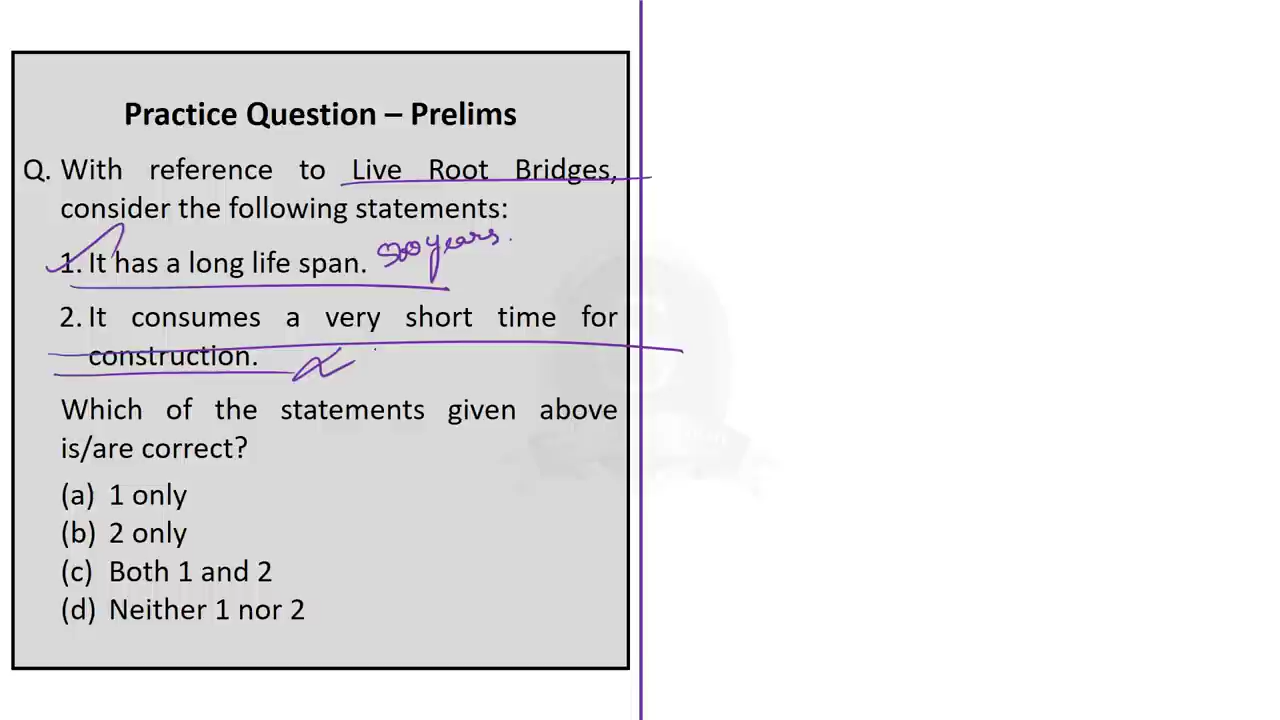 Practice Question – Prelims
Q. With reference to Live Root Bridges,
consider the following statements:
1. It has a long life span. 500 years.
2. It consumes a very short time for
construction.
Which of the statements given above
is/are correct?
(a) 1 only
(b) 2 only
(c) Both 1 and 2
(d) Neither 1 nor 2